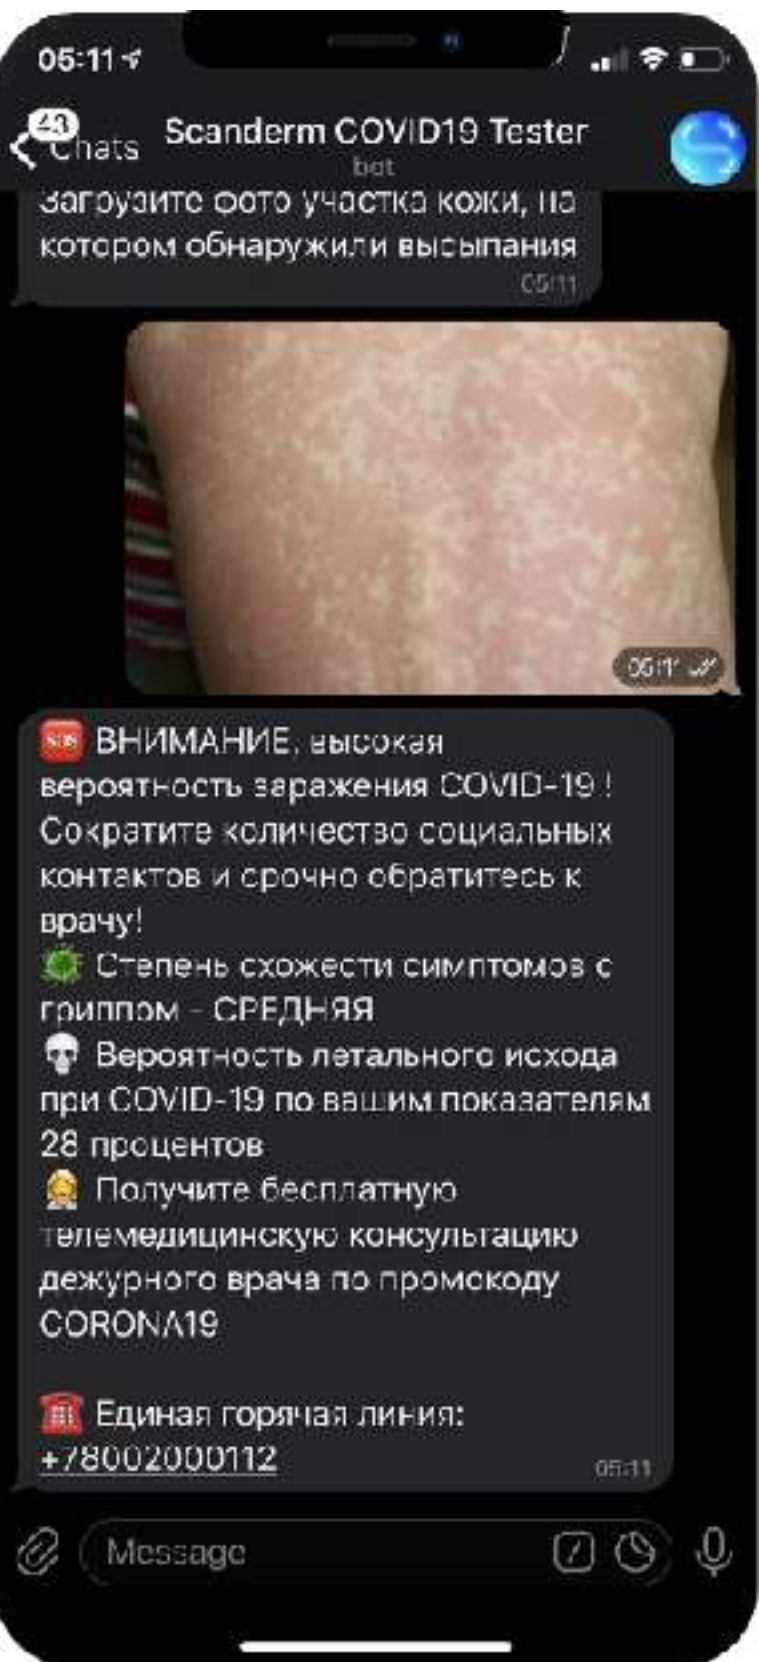 05:11
43
Chats
Scanderm COVID19 Tester
bot
Загрузите фото участка кожи, на
котором обнаружили высыпания
05:11
05:11
SOS ВНИМАНИЕ, высокая
вероятность заражения COVID-19 !
Сократите количество социальных
контактов и срочно обратитесь к
врачу!
Степень схожести симптомов с
гриппом - СРЕДНЯЯ
Вероятность летального исхода
при COVID-19 по вашим показателям
28 процентов
Получите бесплатную
телемедицинскую консультацию
дежурного врача по промокоду
CORONA19
Единая горячая линия:
+78002000112
05:11
Message